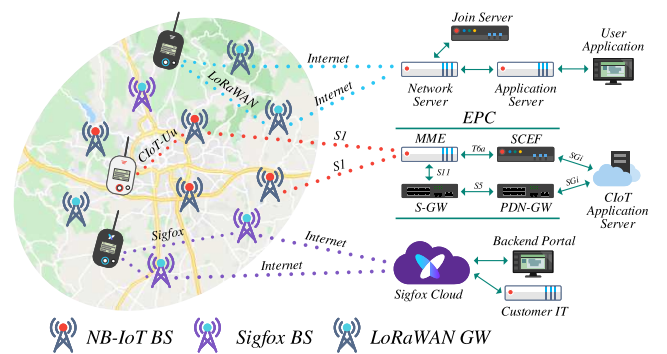 Join Server
User
Application
Internet
LoRaWAN
Internet
Network
Server
Application
Server
EPC
CIoT-Uu
S1
MME
T6a
SCEF
SGi
S1
S11
S-GW
S5
PDN-GW
SGi
CIoT
Application
Server
Sigfox
Internet
Internet
Sigfox Cloud
Backend Portal
Customer IT
NB-IoT BS
Sigfox BS
LoRaWAN GW